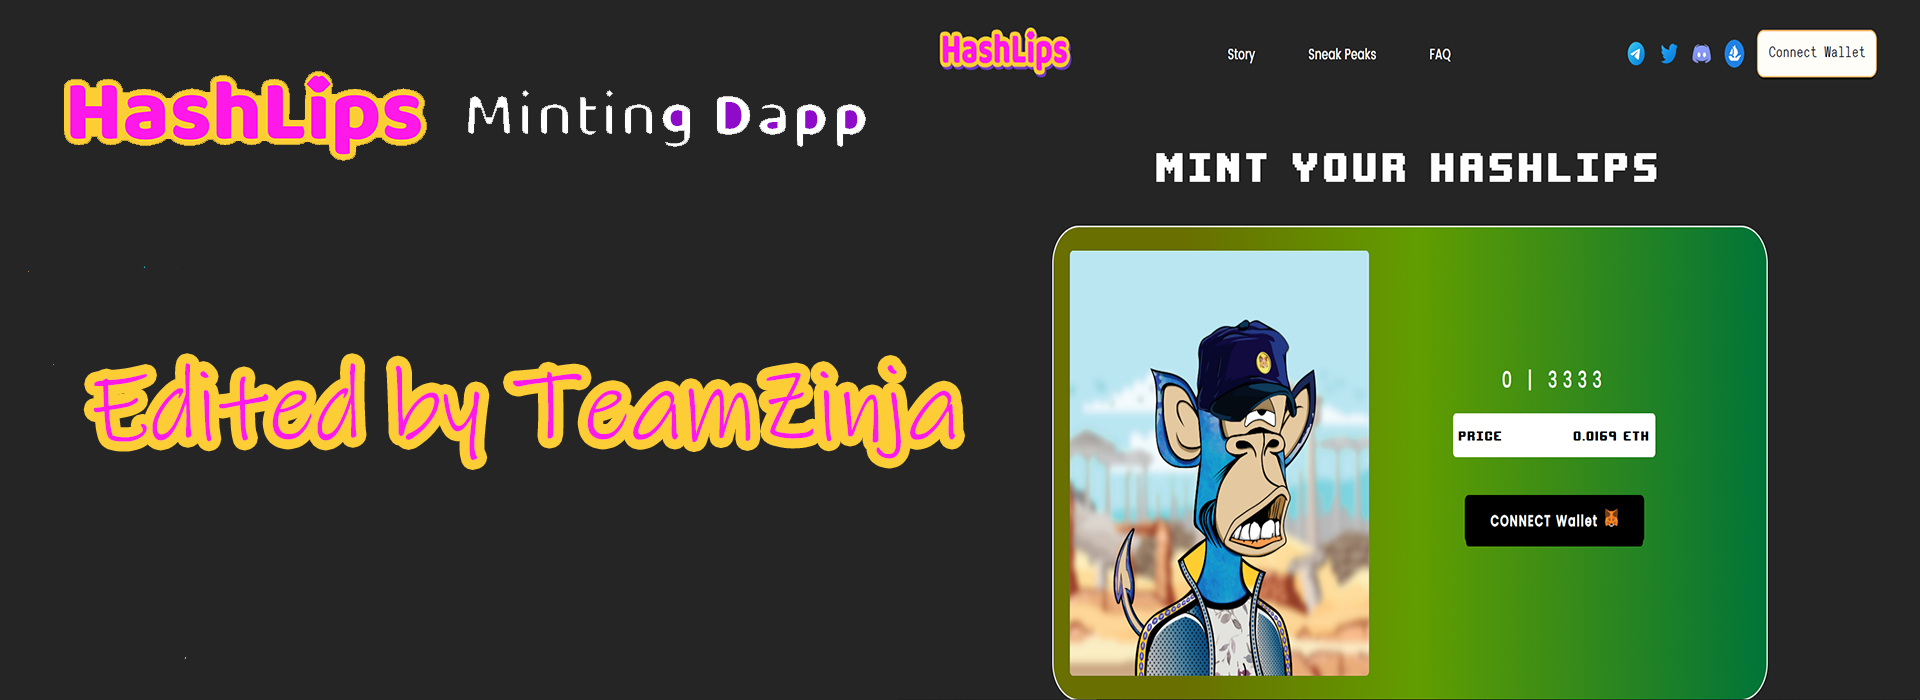 HashLips Minting Dapp
Edited by TeamZinja
HashLips
Story Sneak Peaks FAQ
Connect Wallet
MINT YOUR HASHLIPS
0 | 3333
PRICE 0.0169 ETH
CONNECT Wallet